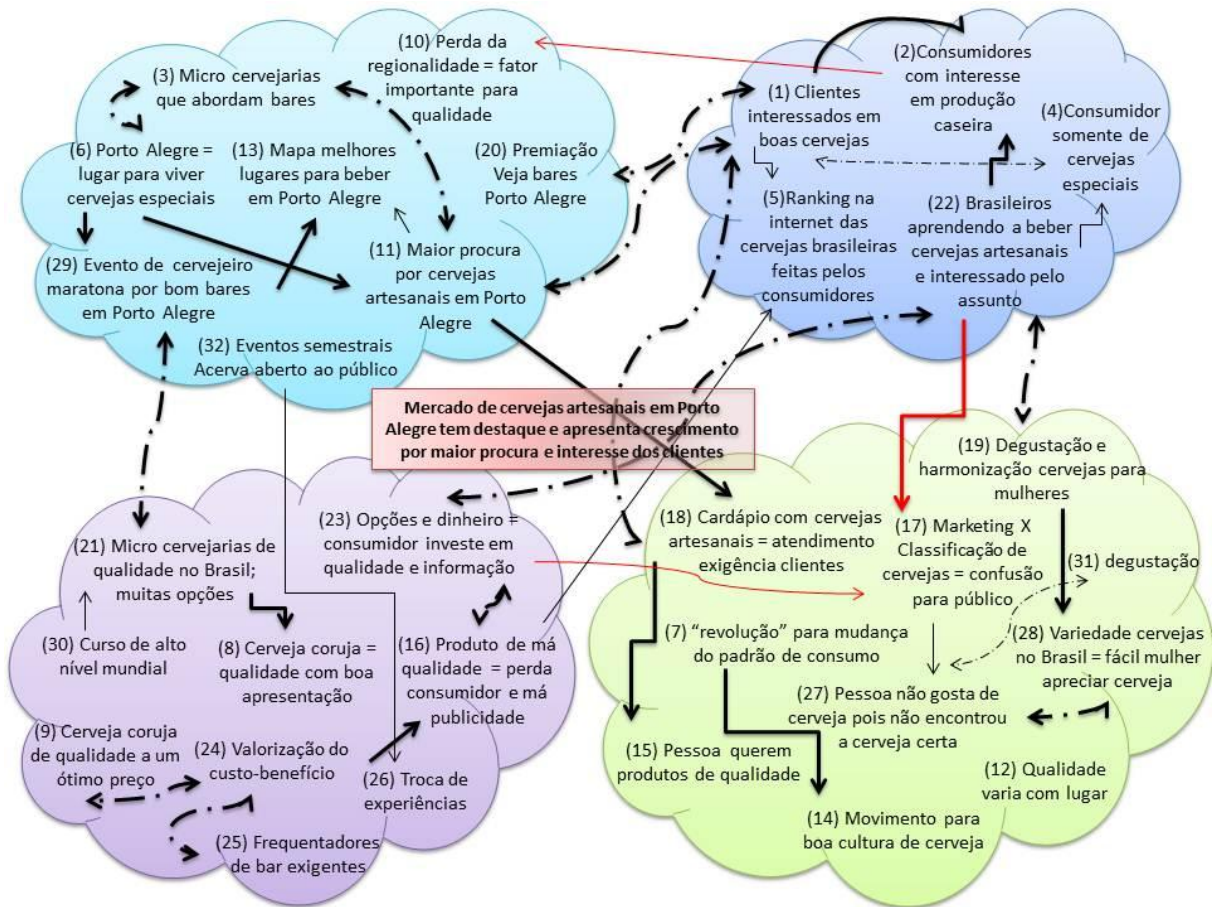 (10) Perda da
regionalidade = fator
importante para
qualidade
(3) Micro cervejarias
que abordam bares
(6) Porto Alegre =
lugar para viver
cervejas especiais
(13) Mapa melhores
lugares para beber
em Porto Alegre
(20) Premiação
Veja bares
Porto Alegre
(29) Evento de cervejeiro
maratona por bom bares
em Porto Alegre
(11) Maior procura
por cervejas
artesanais em Porto
Alegre
(32) Eventos semestrais
Acerva aberto ao público
(2)Consumidores
com interesse
em produção
caseira
(1) Clientes
interessados em
boas cervejas
(4)Consumidor
somente de
cervejas
especiais
(5)Ranking na
internet das
cervejas brasileiras
feitas pelos
consumidores
(22) Brasileiros
aprendendo a beber
cervejas artesanais
e interessado pelo
assunto
Mercado de cervejas artesanais em Porto
Alegre tem destaque e apresenta crescimento
por maior procura e interesse dos clientes
(23) Opções e dinheiro =
consumidor investe em
qualidade e informação
(21) Micro cervejarias de
qualidade no Brasil;
muitas opções
(30) Curso de alto
nível mundial
(8) Cerveja coruja =
qualidade com boa
apresentação
(16) Produto de má
qualidade = perda
consumidor e má
publicidade
(9) Cerveja coruja
de qualidade a um
ótimo preço
(24) Valorização do
custo-benefício
(26) Troca de
experiências
(25) Frequentadores
de bar exigentes
(19) Degustação e
harmonização cervejas para
mulheres
(18) Cardápio com cervejas
artesanais = atendimento
exigência clientes
(17) Marketing X
Classificação de
cervejas = confusão
para público
(31) degustação
(7) “revolução” para mudança
do padrão de consumo
(28) Variedade cervejas
no Brasil = fácil mulher
apreciar cerveja
(27) Pessoa não gosta de
cerveja pois não encontrou
a cerveja certa
(15) Pessoa querem
produtos de qualidade
(12) Qualidade
varia com lugar
(14) Movimento para
boa cultura de cerveja